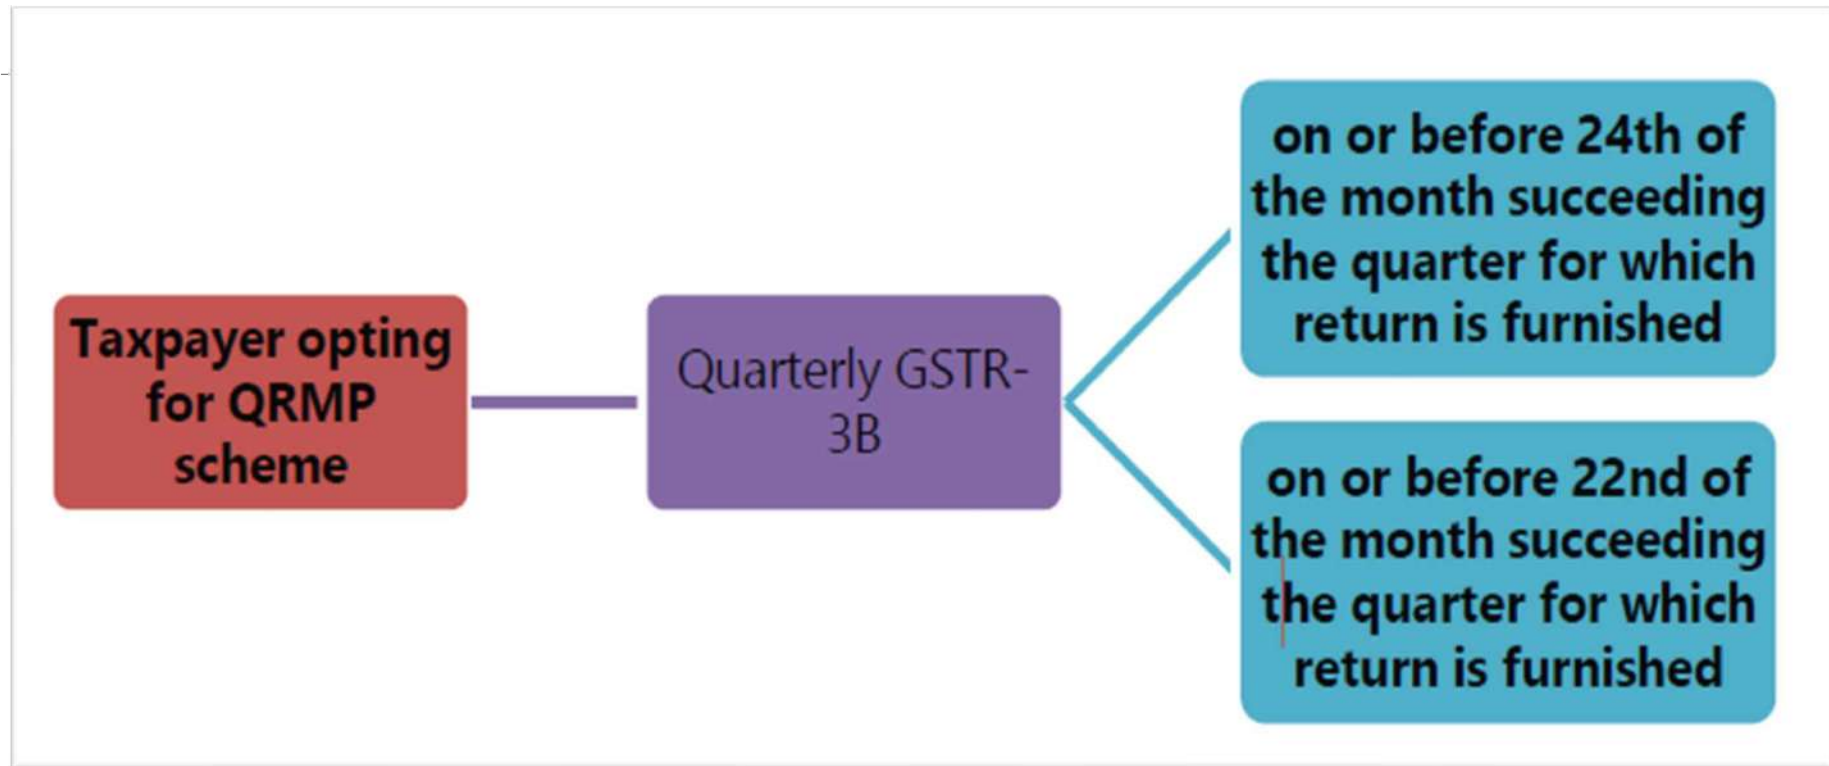 Taxpayer opting
for QRMP
scheme
Quarterly GSTR-
3B
on or before 24th of
the month succeeding
the quarter for which
return is furnished
on or before 22nd of
the month succeeding
the quarter for which
return is furnished